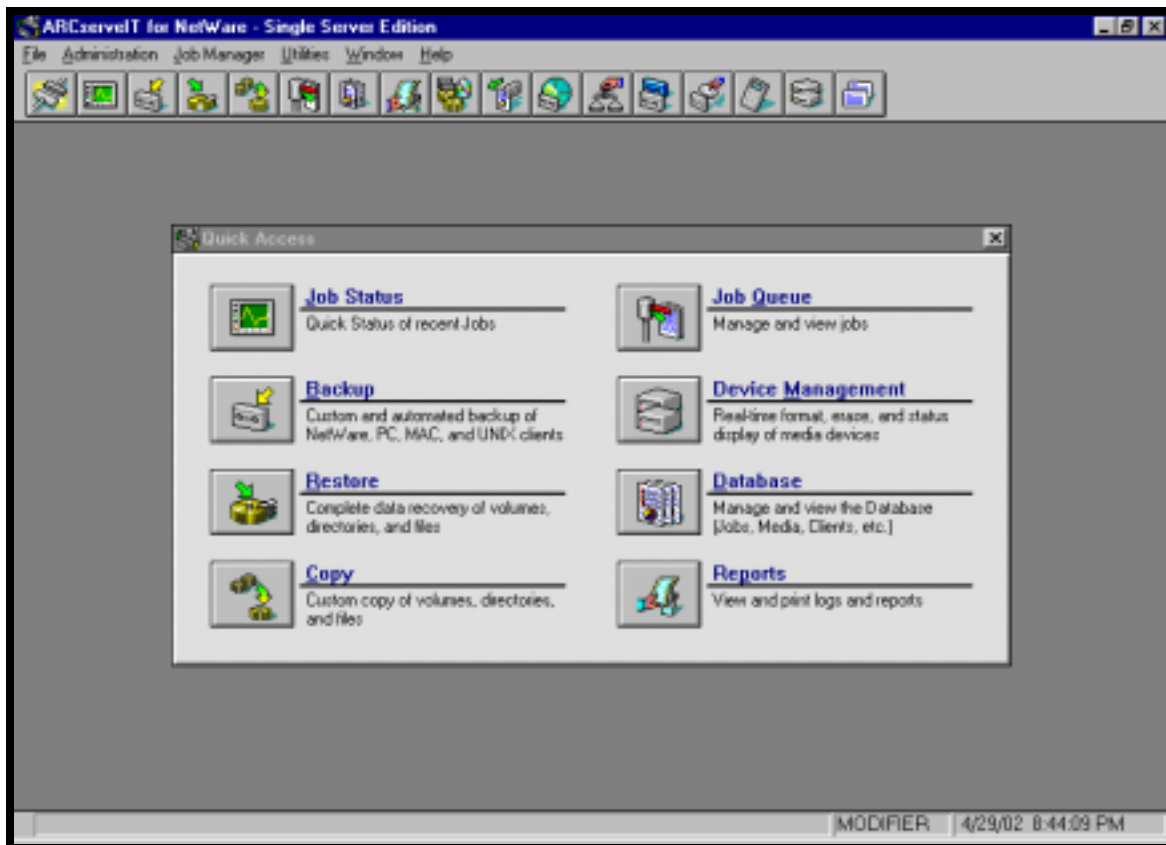 ARCserveIT for NetWare - Single Server Edition
File Administration Job Manager Utilities Window Help
Quick Access
Job Status
Quick Status of recent Jobs
Job Queue
Manage and view jobs
Backup
Custom and automated backup of
NetWare, PC, MAC, and UNIX clients
Device Management
Real-time format, erase, and status
display of media devices
Restore
Complete data recovery of volumes,
directories, and files
Database
Manage and view the Database
(Jobs, Media, Clients, etc.)
Copy
Custom copy of volumes, directories,
and files
Reports
View and print logs and reports
MODIFIER 4/29/02 8:44:09 PM